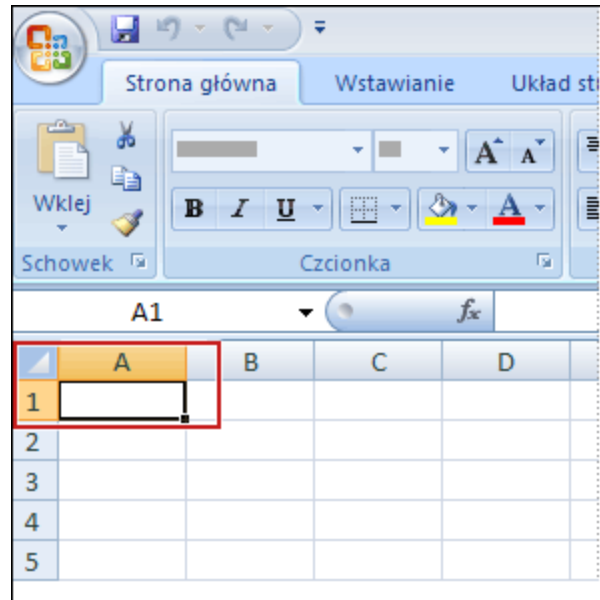 Strona główna Wstawianie Układ st
Wklej
A A
B I U A
Schowek Czcionka
A1 fx
A B C D
1
2
3
4
5